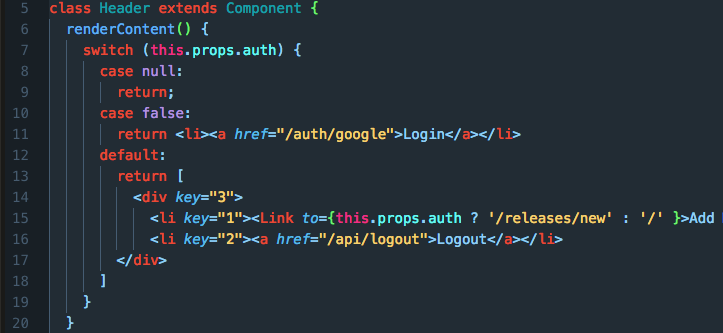 5 class Header extends Component {
6 renderContent() {
7 switch (this.props.auth) {
8 case null:
9 return;
10 case false:
11 return <li><a href="/auth/google">Login</a></li>
12 default:
13 return [
14 <div key="3">
15 <li key="1"><Link to={this.props.auth ? '/releases/new' : '/' }>Add
16 <li key="2"><a href="/api/logout">Logout</a></li>
17 </div>
18 ]
19 }
20 }